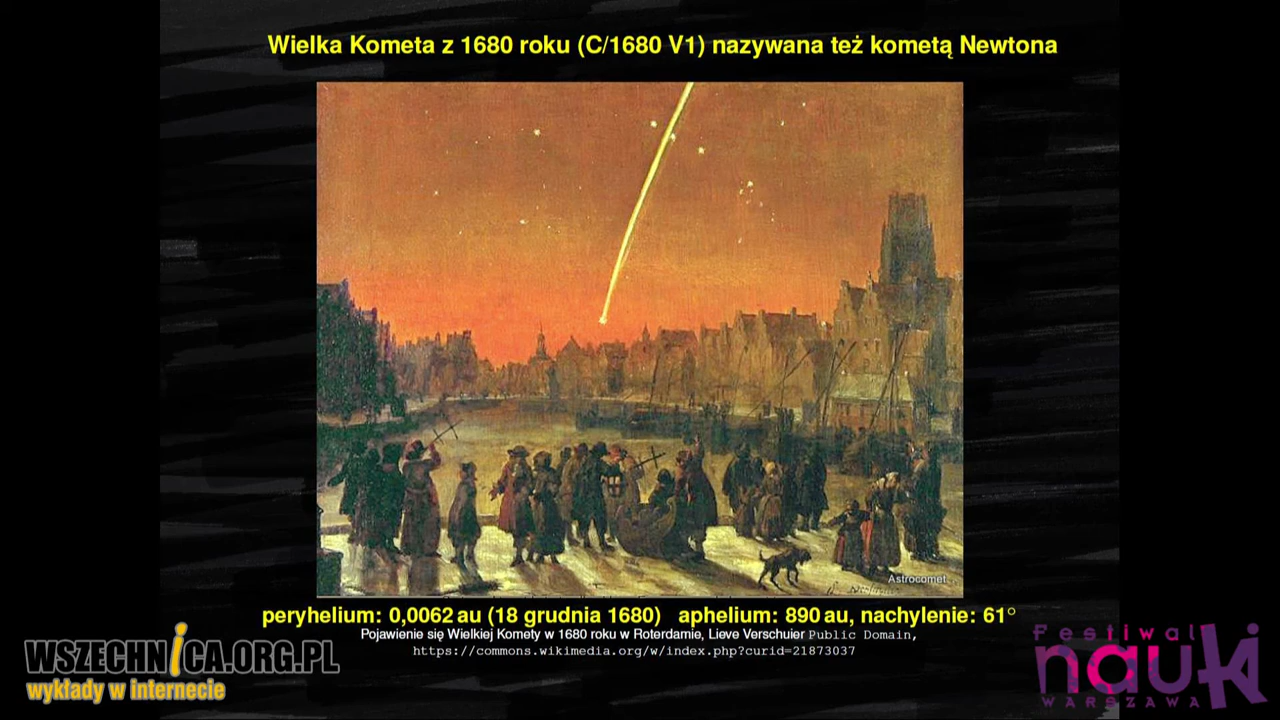 Wielka Kometa z 1680 roku (C/1680 V1) nazywana też kometą Newtona
Astrocomet
peryhelium: 0,0062 au (18 grudnia 1680) aphelium: 890 au, nachylenie: 61°
Pojawienie się Wielkiej Komety w 1680 roku w Roterdamie, Lieve Verschuier Public Domain,
https://commons.wikimedia.org/w/index.php?curid=21873037
WSZECHNICA.ORG.PL
wykłady w internecie
Festiwal
nauki
WARSZAWA